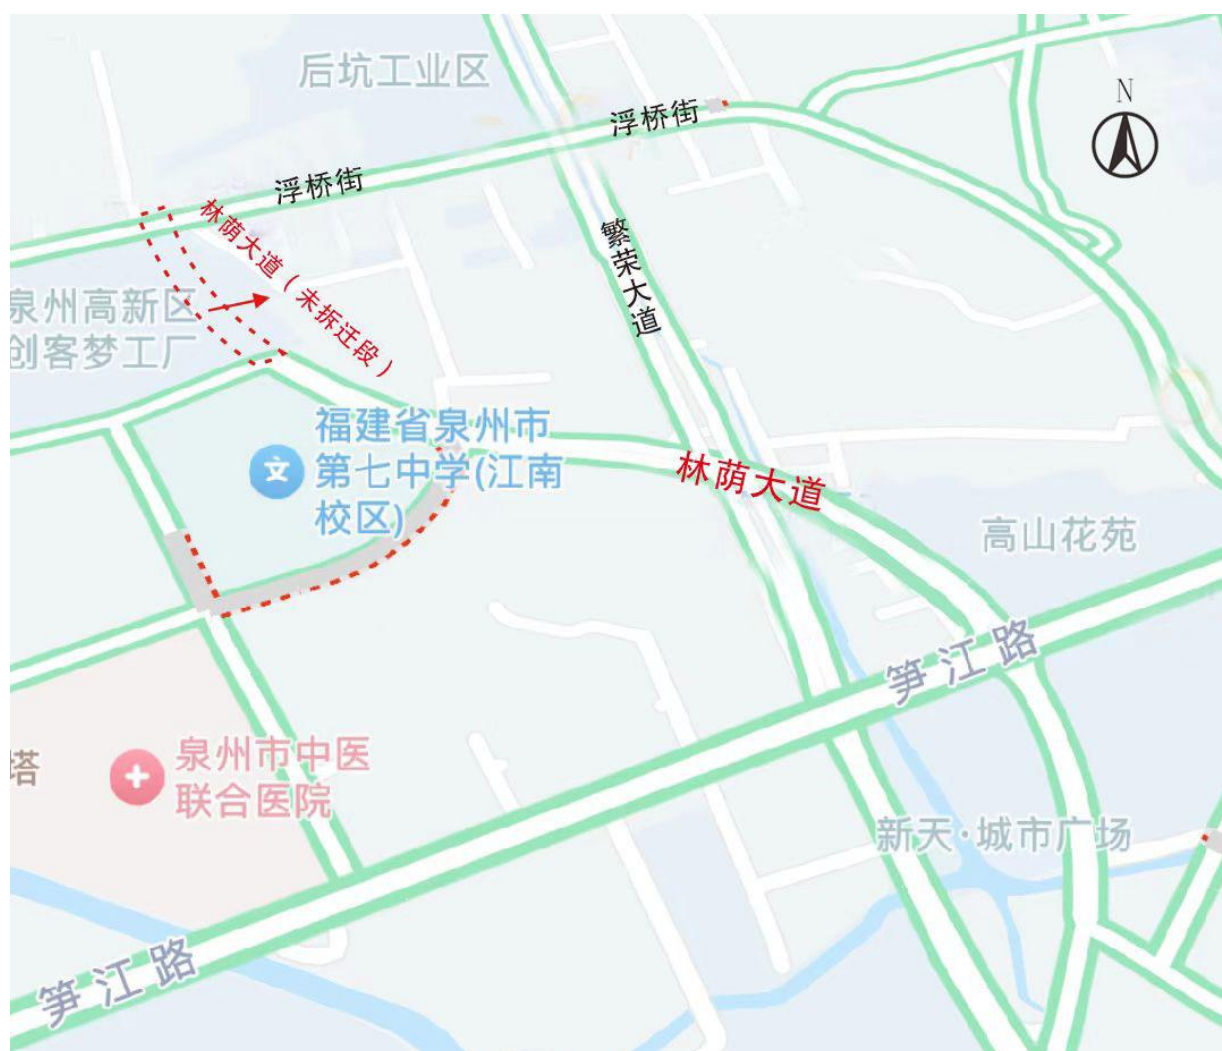 后坑工业区
N
浮桥街
浮桥街
林荫大道（未拆迁段）
繁荣大道
泉州高新区
创客梦工厂
文
福建省泉州市
第七中学(江南
校区)
林荫大道
高山花苑
笋江路
塔
泉州市中医
联合医院
新天·城市广场
笋江路